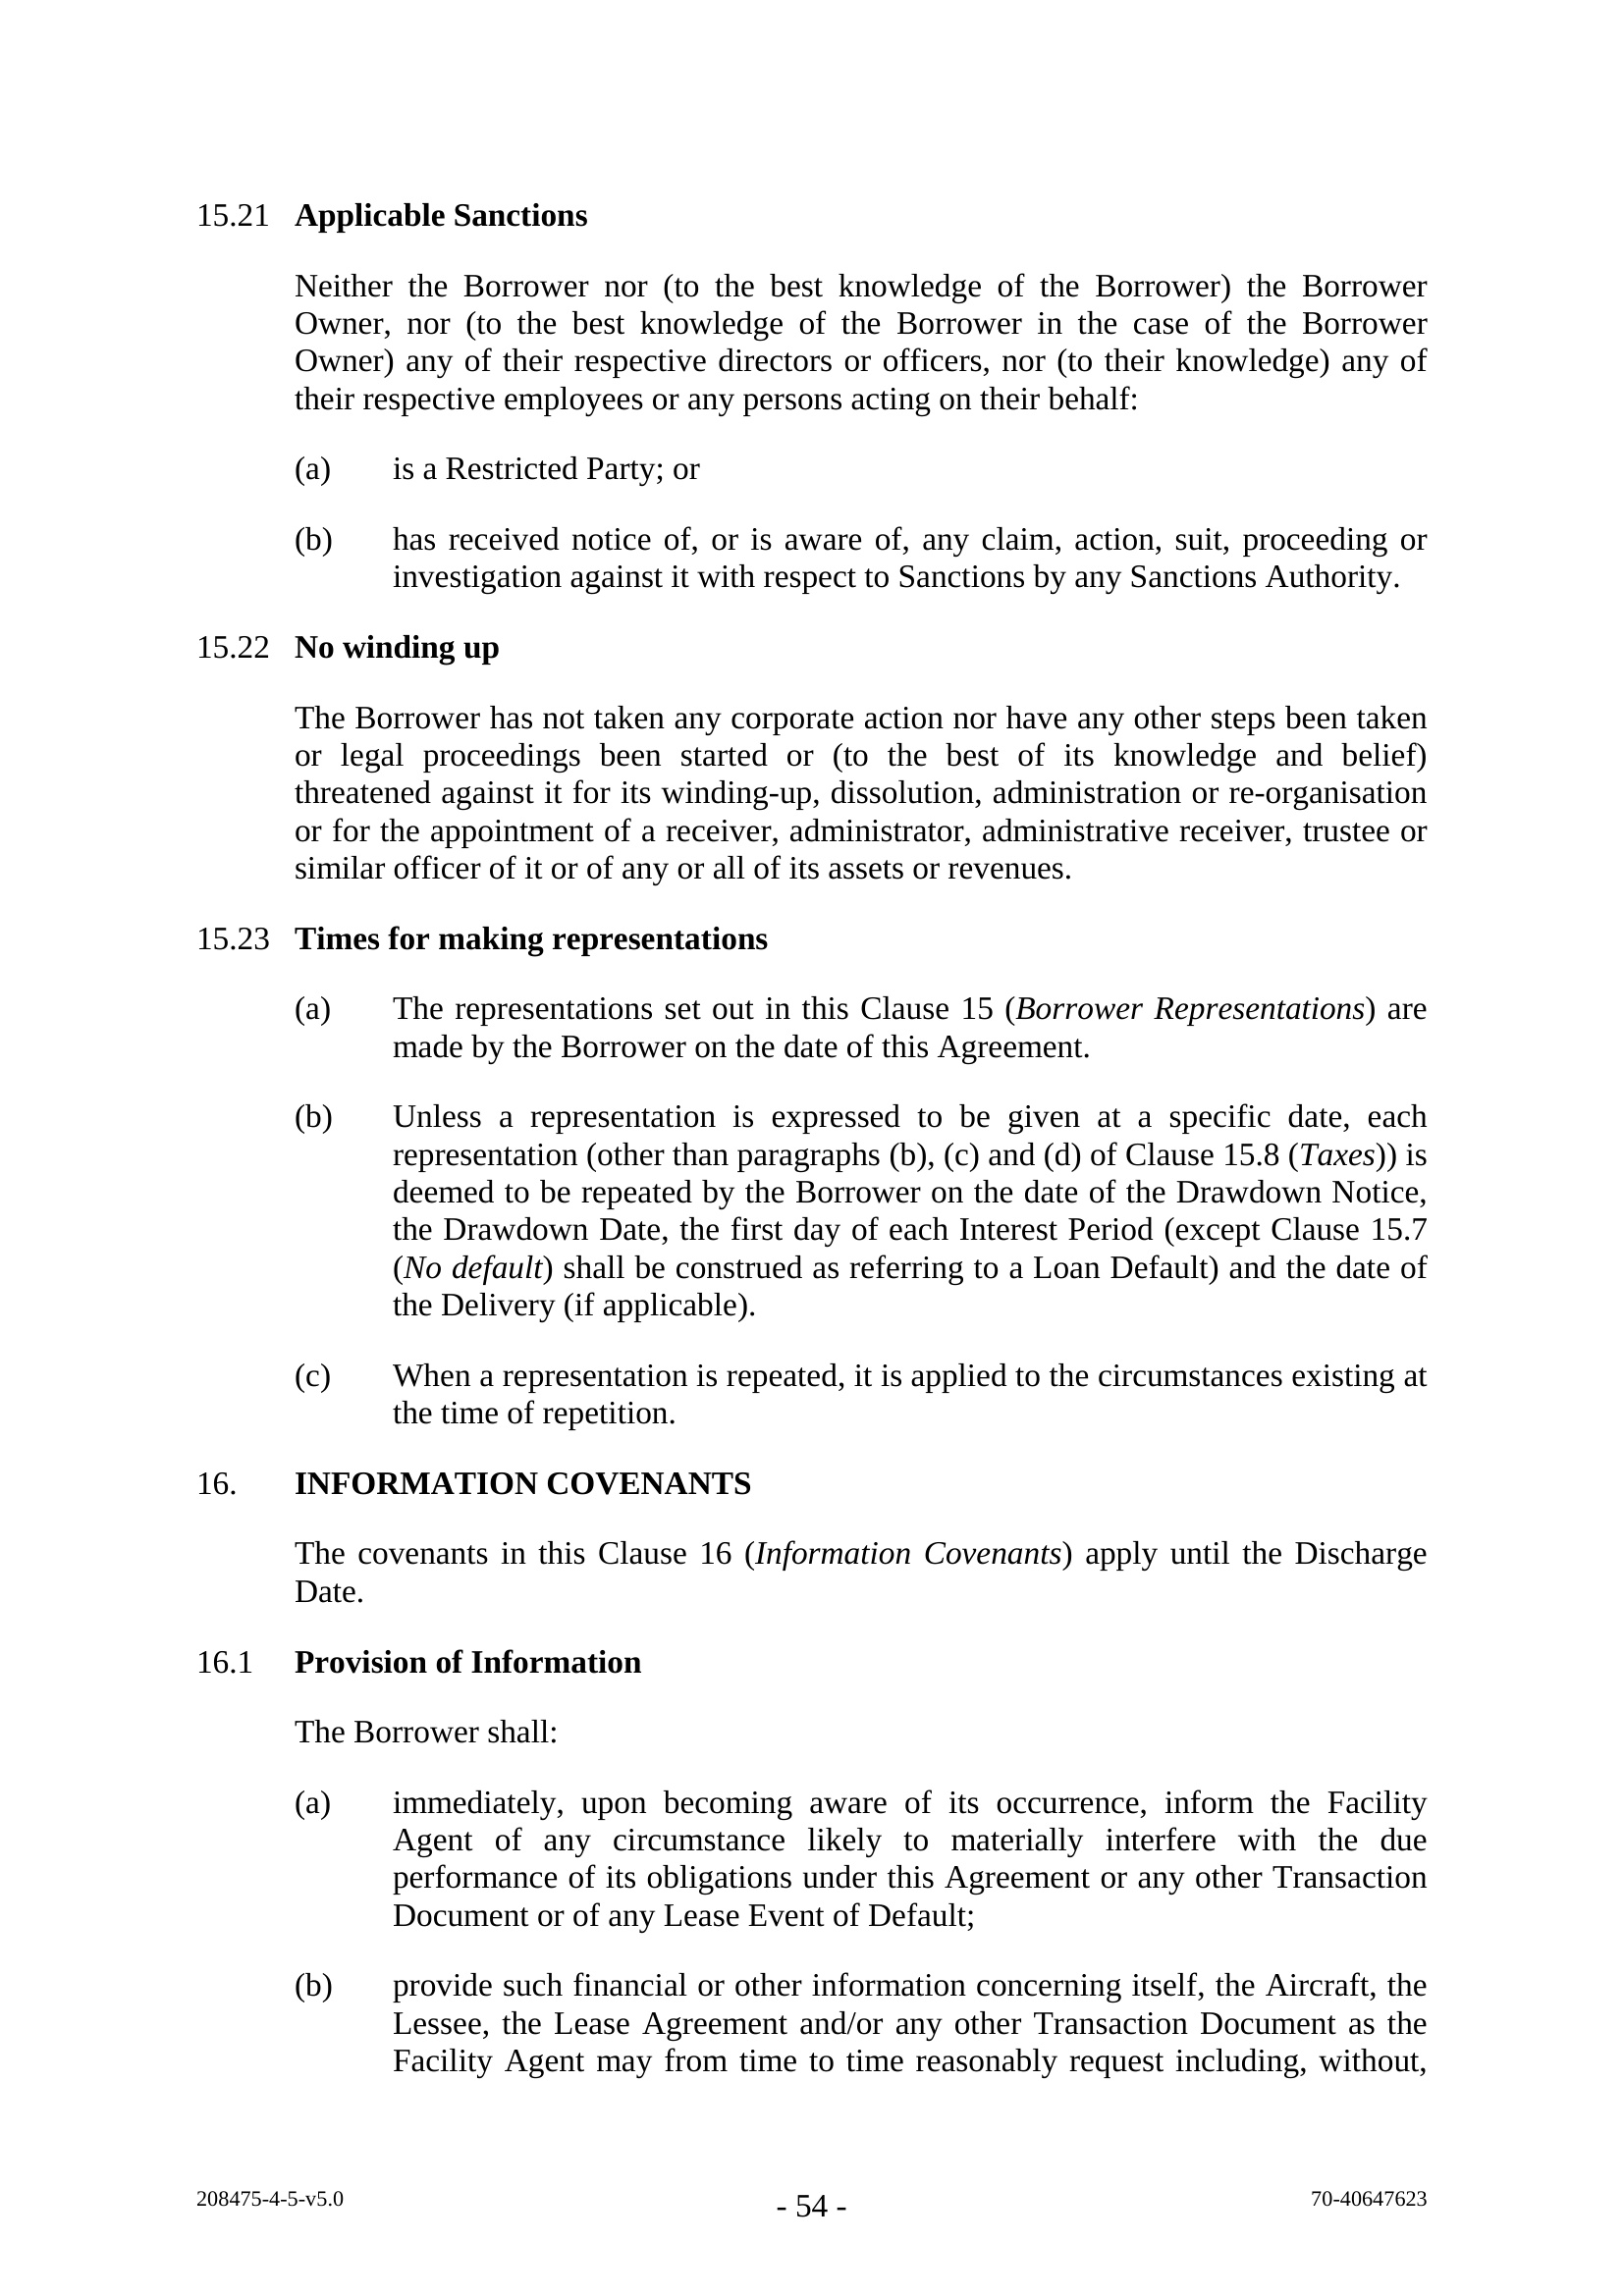 15.21 Applicable Sanctions
Neither the Borrower nor (to the best knowledge of the Borrower) the Borrower
Owner, nor (to the best knowledge of the Borrower in the case of the Borrower
Owner) any of their respective directors or officers, nor (to their knowledge) any of
their respective employees or any persons acting on their behalf:
(a) is a Restricted Party; or
(b) has received notice of, or is aware of, any claim, action, suit, proceeding or
investigation against it with respect to Sanctions by any Sanctions Authority.
15.22 No winding up
The Borrower has not taken any corporate action nor have any other steps been taken
or legal proceedings been started or (to the best of its knowledge and belief)
threatened against it for its winding-up, dissolution, administration or re-organisation
or for the appointment of a receiver, administrator, administrative receiver, trustee or
similar officer of it or of any or all of its assets or revenues.
15.23 Times for making representations
(a) The representations set out in this Clause 15 (Borrower Representations) are
made by the Borrower on the date of this Agreement.
(b) Unless a representation is expressed to be given at a specific date, each
representation (other than paragraphs (b), (c) and (d) of Clause 15.8 (Taxes)) is
deemed to be repeated by the Borrower on the date of the Drawdown Notice,
the Drawdown Date, the first day of each Interest Period (except Clause 15.7
(No default) shall be construed as referring to a Loan Default) and the date of
the Delivery (if applicable).
(c) When a representation is repeated, it is applied to the circumstances existing at
the time of repetition.
16. INFORMATION COVENANTS
The covenants in this Clause 16 (Information Covenants) apply until the Discharge
Date.
16.1 Provision of Information
The Borrower shall:
(a) immediately, upon becoming aware of its occurrence, inform the Facility
Agent of any circumstance likely to materially interfere with the due
performance of its obligations under this Agreement or any other Transaction
Document or of any Lease Event of Default;
(b) provide such financial or other information concerning itself, the Aircraft, the
Lessee, the Lease Agreement and/or any other Transaction Document as the
Facility Agent may from time to time reasonably request including, without,
208475-4-5-v5.0 - 54 - 70-40647623